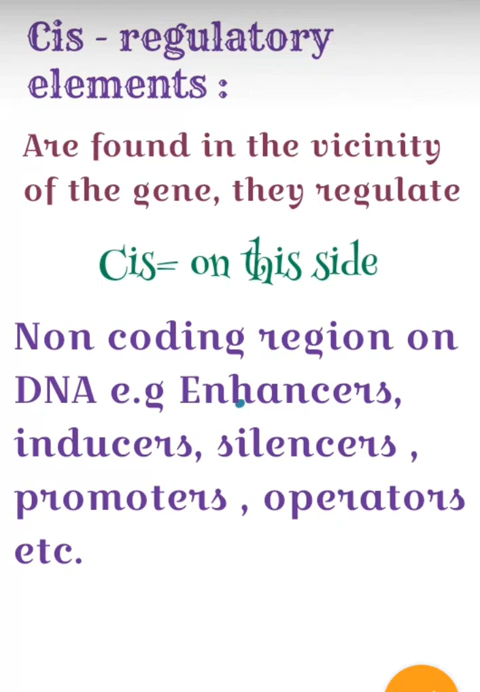 Cis - regulatory
elements :
Are found in the vicinity
of the gene, they regulate
Cis= on this side
Non coding region on
DNA e.g Enhancers,
inducers, silencers ,
promoters , operators
etc.